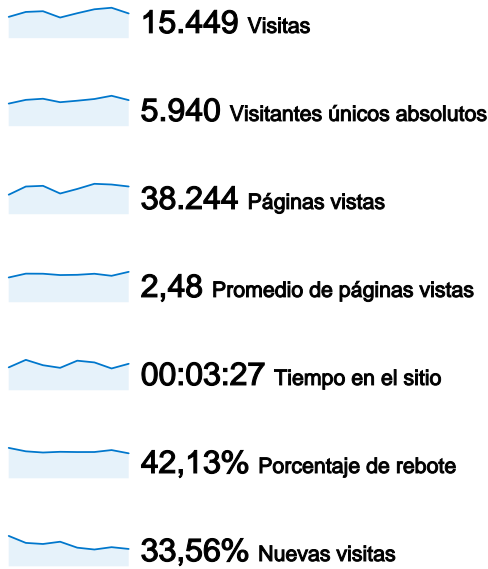 15.449 Visitas
5.940 Visitantes únicos absolutos
38.244 Páginas vistas
2,48 Promedio de páginas vistas
00:03:27 Tiempo en el sitio
42,13% Porcentaje de rebote
33,56% Nuevas visitas